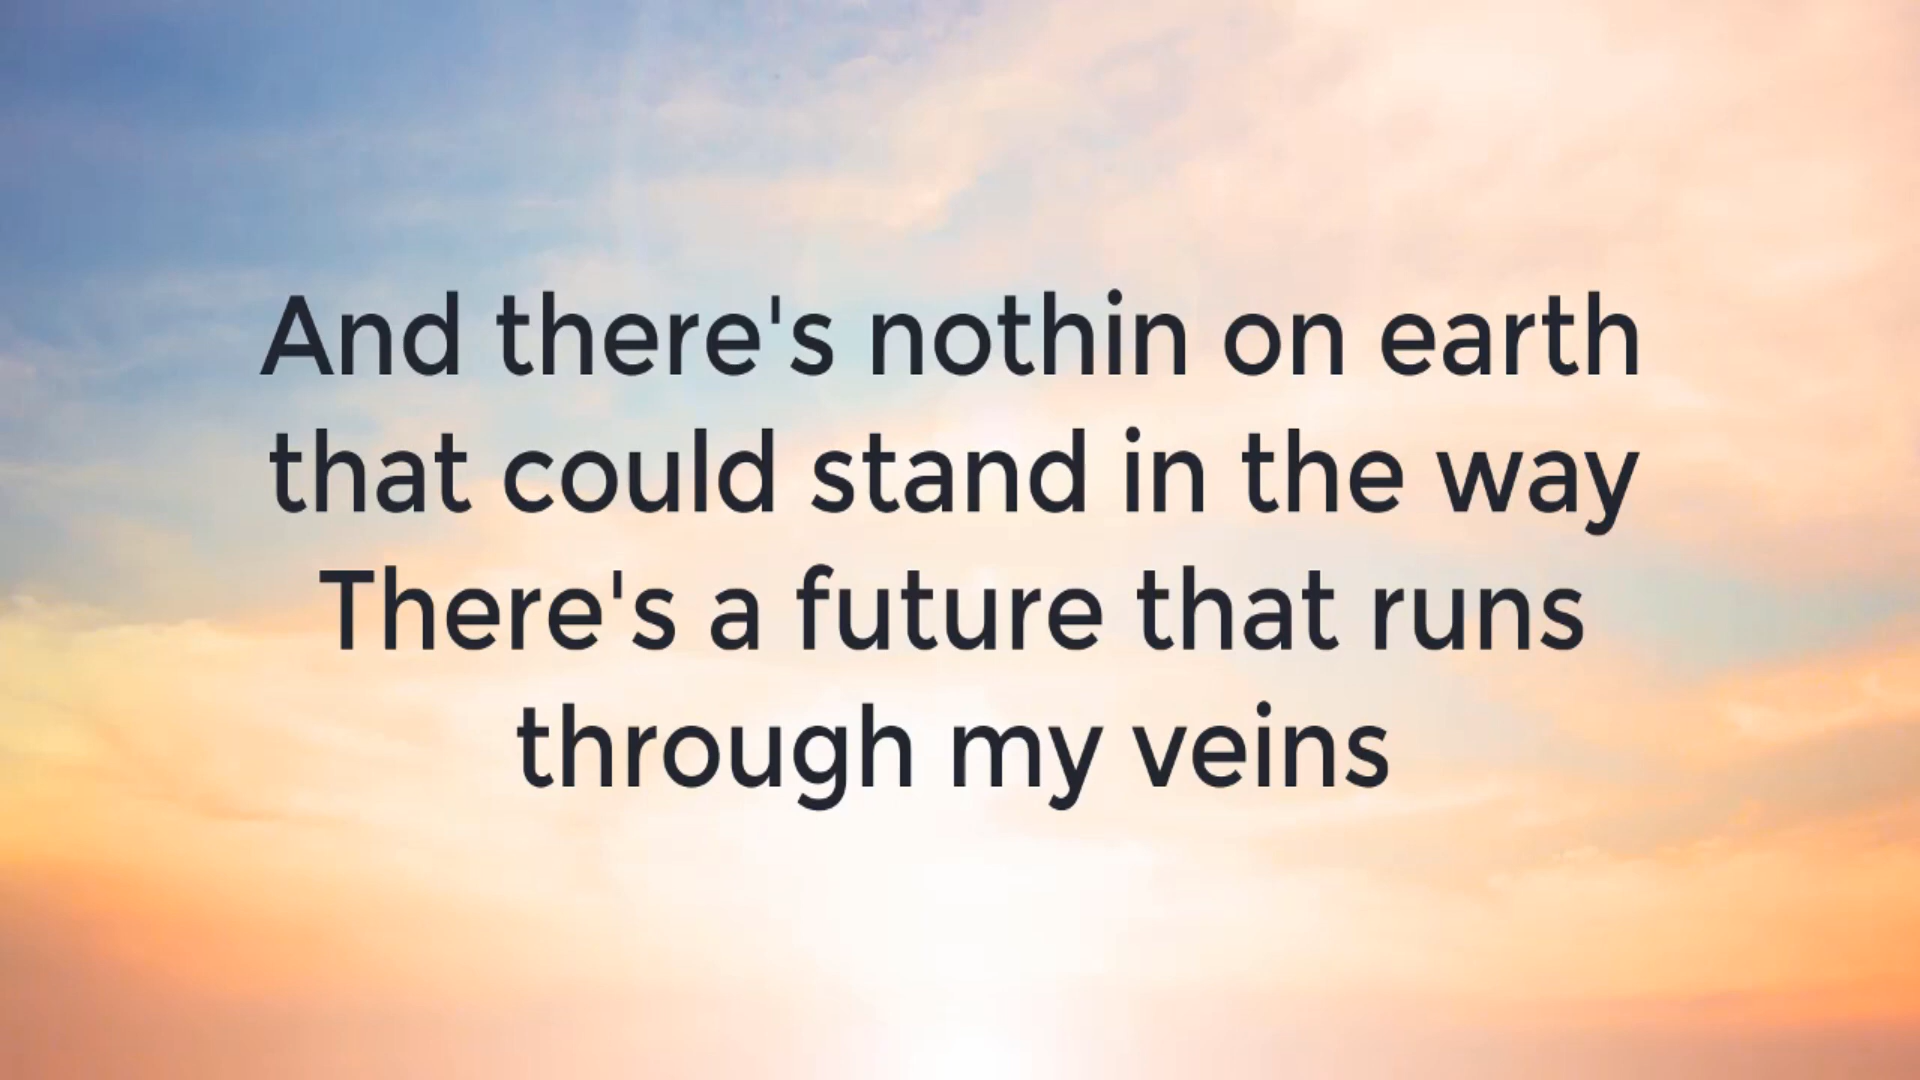 And there's nothin on earth
that could stand in the way
There's a future that runs
through my veins